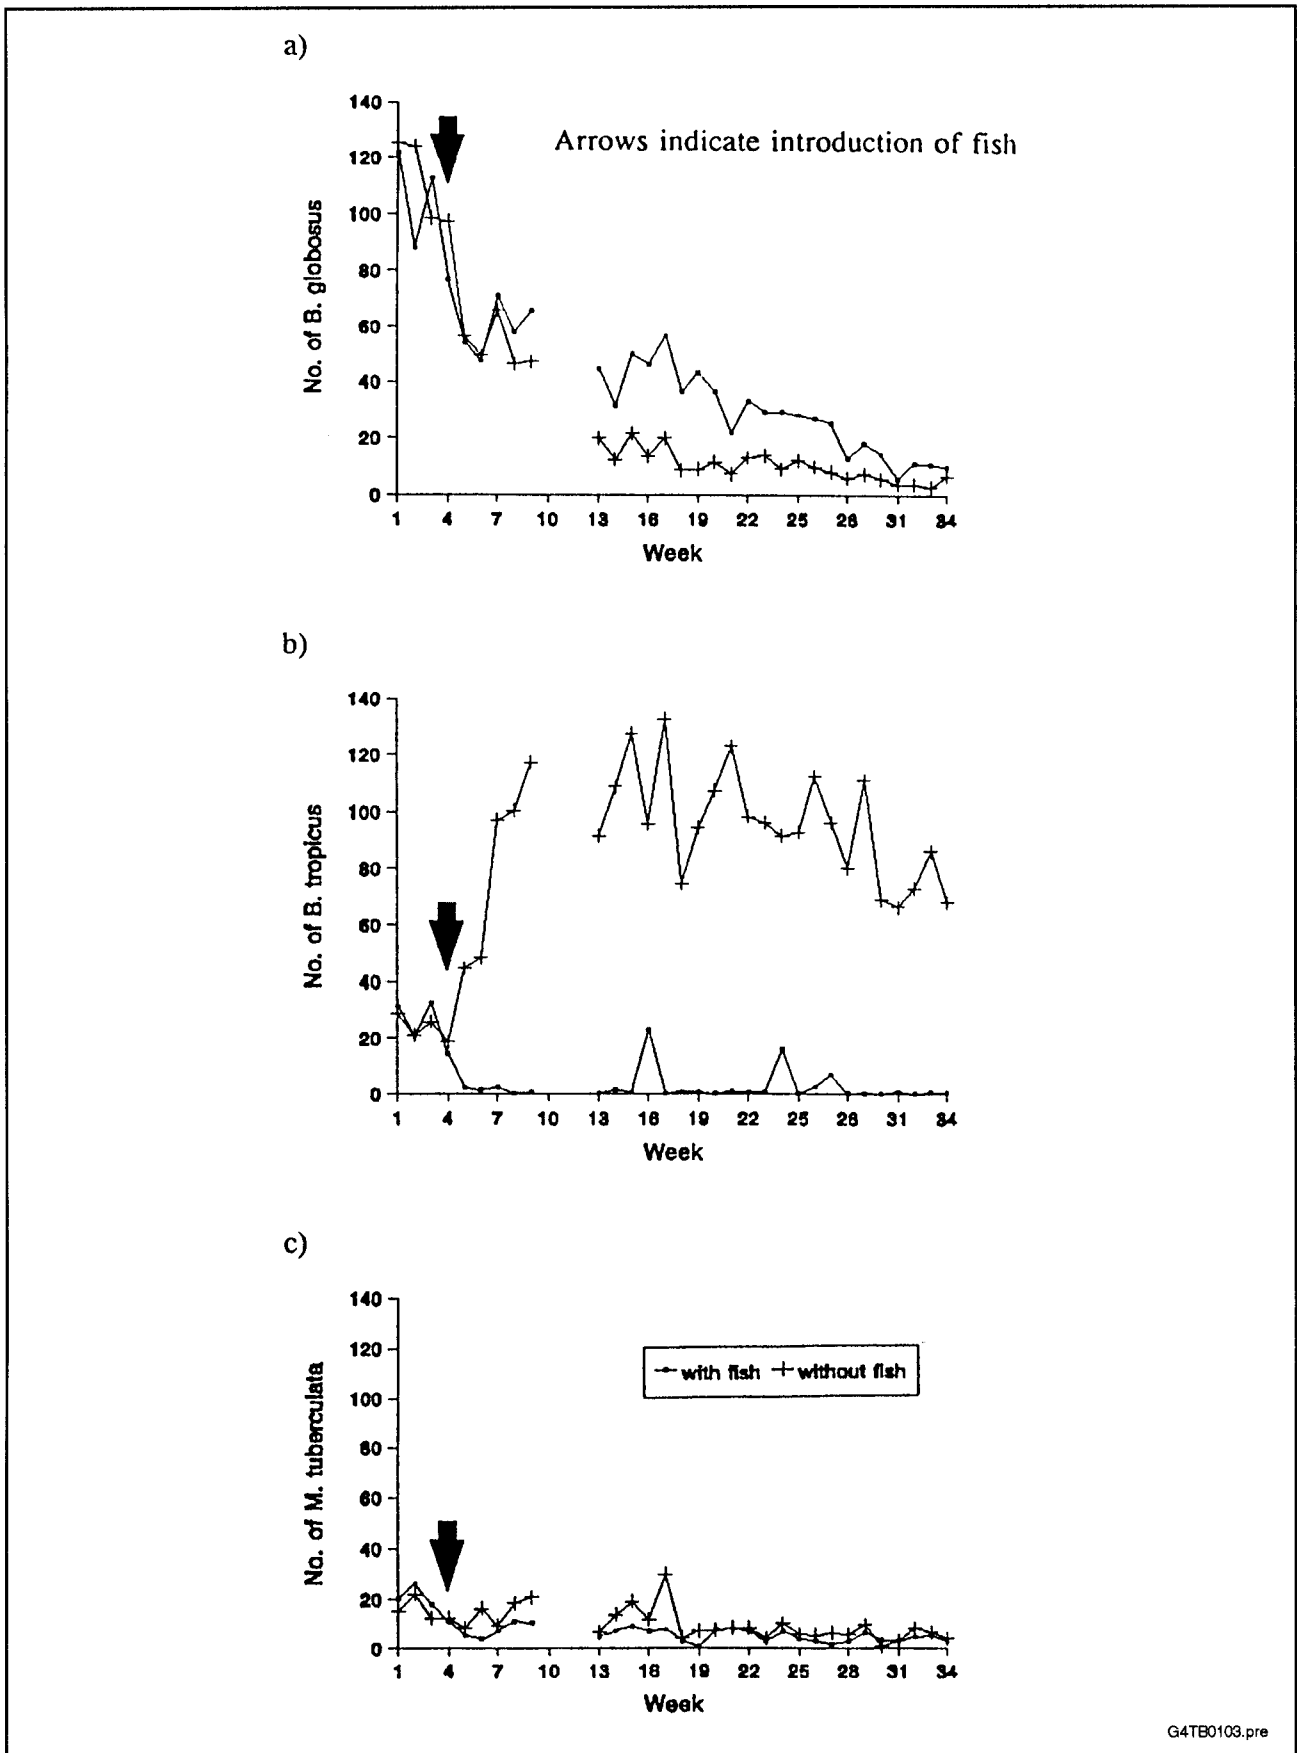 a)
140
120
100
80
60
40
20
0
No. of B. globosus
Arrows indicate introduction of fish
1 4 7 10 13 16 19 22 25 28 31 34
Week
b)
140
120
100
80
60
40
20
0
No. of B. tropicus
1 4 7 10 13 16 19 22 25 28 31 34
Week
c)
140
120
100
80
60
40
20
0
No. of M. tuberculata
with fish without fish
1 4 7 10 13 16 19 22 25 28 31 34
Week
G4TB0103.pre